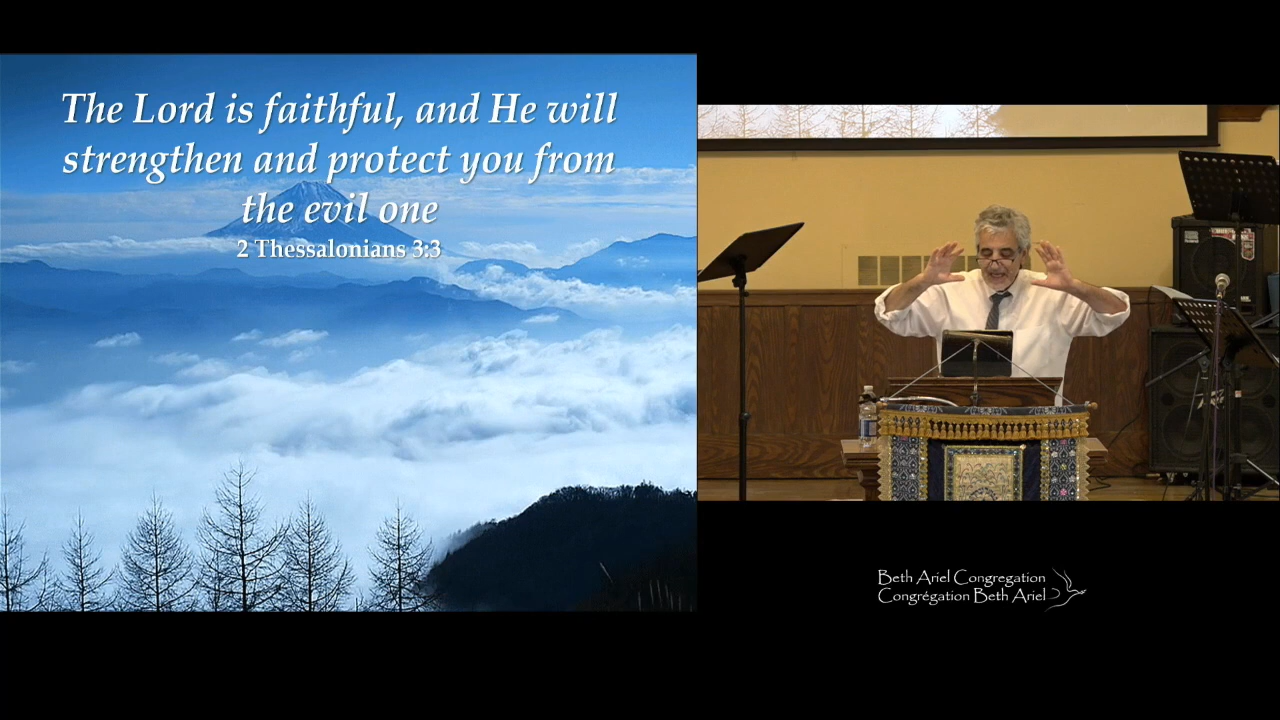 The Lord is faithful, and He will
strengthen and protect you from
the evil one
2 Thessalonians 3:3
Beth Ariel Congregation
Congrégation Beth Ariel